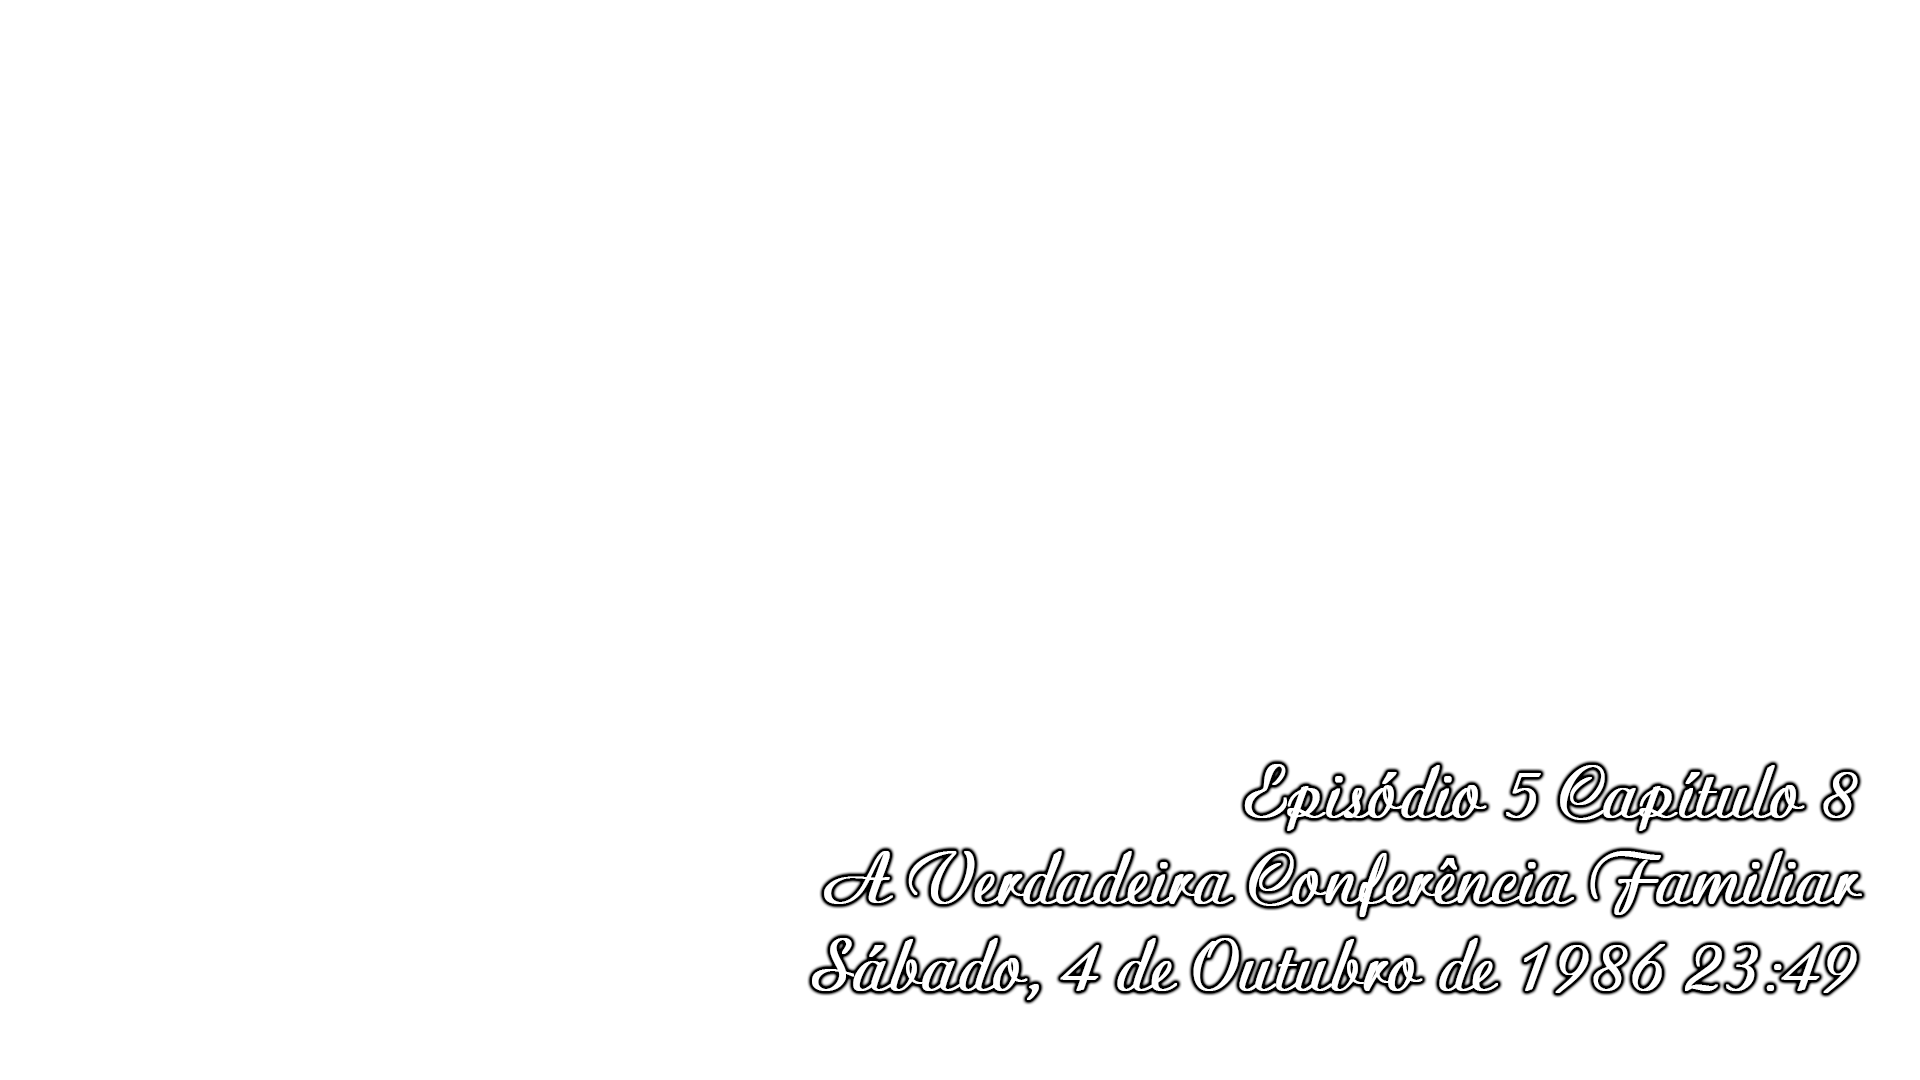 Episódio 5 Capítulo 8
A Verdadeira Conferência Familiar
Sábado, 4 de Outubro de 1986 23:49